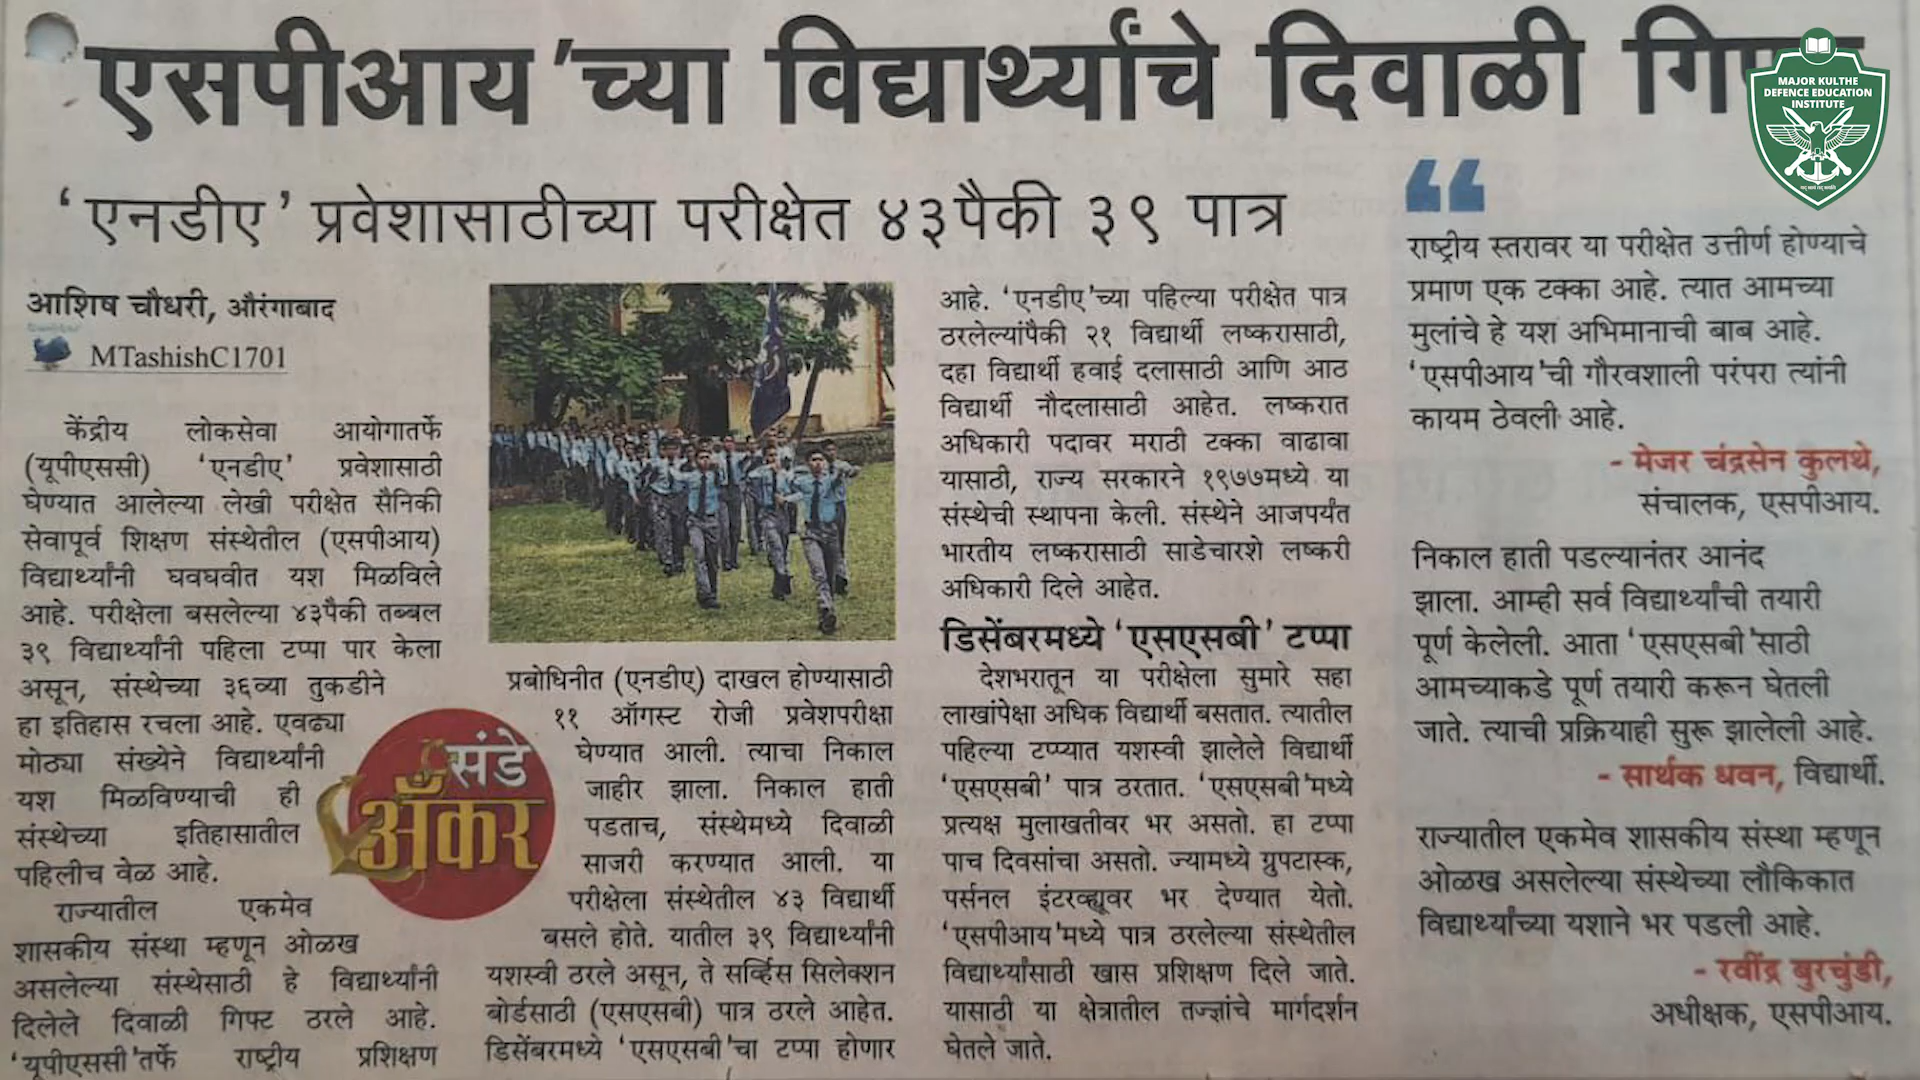 एसपीआय'च्या विद्यार्थ्यांचे दिवाळी
'एनडीए' प्रवेशासाठीच्या परीक्षेत ४३पैकी ३९ पात्र
आशिष चौधरी, औरंगाबाद
MTashishC1701
केंद्रीय लोकसेवा आयोगातर्फे
(यूपीएससी) 'एनडीए' प्रवेशासाठी
घेण्यात आलेल्या लेखी परीक्षेत सैनिकी
सेवापूर्व शिक्षण संस्थेतील (एसपीआय)
विद्यार्थ्यांनी घवघवीत यश मिळविले
आहे. परीक्षेला बसलेल्या ४३पैकी तब्बल
३९ विद्यार्थ्यांनी पहिला टप्पा पार केला
असून, संस्थेच्या ३६व्या तुकडीने
हा इतिहास रचला आहे. एवढ्या
मोठ्या संख्येने विद्यार्थ्यांनी
यश मिळविण्याची ही
संस्थेच्या इतिहासातील
पहिलीच वेळ आहे.
राज्यातील एकमेव
शासकीय संस्था म्हणून ओळख
असलेल्या संस्थेसाठी हे विद्यार्थ्यांनी
दिलेले दिवाळी गिफ्ट ठरले आहे.
'यूपीएससी'तर्फे राष्ट्रीय प्रशिक्षण
संडे
अँकर
प्रबोधिनीत (एनडीए) दाखल होण्यासाठी
११ ऑगस्ट रोजी प्रवेशपरीक्षा
घेण्यात आली. त्याचा निकाल
जाहीर झाला. निकाल हाती
पडताच, संस्थेमध्ये दिवाळी
साजरी करण्यात आली. या
परीक्षेला संस्थेतील ४३ विद्यार्थी
बसले होते. यातील ३९ विद्यार्थ्यांनी
यशस्वी ठरले असून, ते सर्व्हिस सिलेक्शन
बोर्डसाठी (एसएसबी) पात्र ठरले आहेत.
डिसेंबरमध्ये 'एसएसबी'चा टप्पा होणार
आहे. 'एनडीए'च्या पहिल्या परीक्षेत पात्र
ठरलेल्यांपैकी २१ विद्यार्थी लष्करासाठी,
दहा विद्यार्थी हवाई दलासाठी आणि आठ
विद्यार्थी नौदलासाठी आहेत. लष्करात
अधिकारी पदावर मराठी टक्का वाढावा
यासाठी, राज्य सरकारने १९७७मध्ये या
संस्थेची स्थापना केली. संस्थेने आजपर्यंत
भारतीय लष्करासाठी साडेचारशे लष्करी
अधिकारी दिले आहेत.
डिसेंबरमध्ये 'एसएसबी' टप्पा
देशभरातून या परीक्षेला सुमारे सहा
लाखांपेक्षा अधिक विद्यार्थी बसतात. त्यातील
पहिल्या टप्प्यात यशस्वी झालेले विद्यार्थी
'एसएसबी' पात्र ठरतात. 'एसएसबी'मध्ये
प्रत्यक्ष मुलाखतीवर भर असतो. हा टप्पा
पाच दिवसांचा असतो. ज्यामध्ये ग्रुपटास्क,
पर्सनल इंटरव्ह्यूवर भर देण्यात येतो.
'एसपीआय'मध्ये पात्र ठरलेल्या संस्थेतील
विद्यार्थ्यांसाठी खास प्रशिक्षण दिले जाते.
यासाठी या क्षेत्रातील तज्ज्ञांचे मार्गदर्शन
घेतले जाते.
राष्ट्रीय स्तरावर या परीक्षेत उत्तीर्ण होण्याचे
प्रमाण एक टक्का आहे. त्यात आमच्या
मुलांचे हे यश अभिमानाची बाब आहे.
'एसपीआय'ची गौरवशाली परंपरा त्यांनी
कायम ठेवली आहे.
- मेजर चंद्रसेन कुलथे,
संचालक, एसपीआय.
निकाल हाती पडल्यानंतर आनंद
झाला. आम्ही सर्व विद्यार्थ्यांची तयारी
पूर्ण केलेली. आता 'एसएसबी'साठी
आमच्याकडे पूर्ण तयारी करून घेतली
जाते. त्याची प्रक्रियाही सुरू झालेली आहे.
- सार्थक धवन, विद्यार्थी.
राज्यातील एकमेव शासकीय संस्था म्हणून
ओळख असलेल्या संस्थेच्या लौकिकात
विद्यार्थ्यांच्या यशाने भर पडली आहे.
- रवींद्र बुरचुंडी,
अधीक्षक, एसपीआय.
MAJOR KULTHE
DEFENCE EDUCATION
INSTITUTE